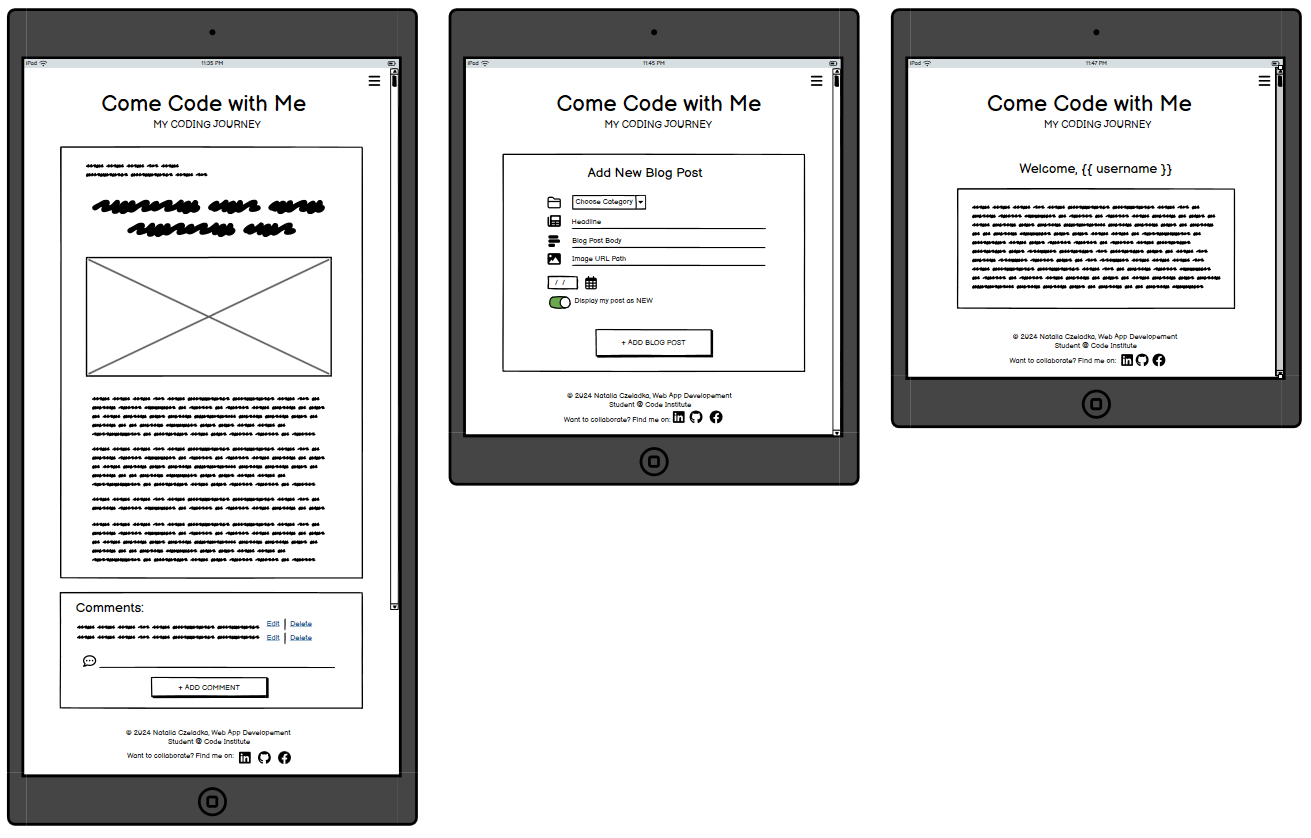 iPad
11:35 PM
Come Code with Me
MY CODING JOURNEY
Comments:
Edit | Delete
Edit | Delete
+ ADD COMMENT
© 2024 Natalia Czeladka, Web App Developement
Student @ Code Institute
Want to collaborate? Find me on:
iPad
11:45 PM
Come Code with Me
MY CODING JOURNEY
Add New Blog Post
Choose Category
Headline
Blog Post Body
Image URL Path
/ /
Display my post as NEW
+ ADD BLOG POST
© 2024 Natalia Czeladka, Web App Developement
Student @ Code Institute
Want to collaborate? Find me on:
iPad
11:47 PM
Come Code with Me
MY CODING JOURNEY
Welcome, {{ username }}
© 2024 Natalia Czeladka, Web App Developement
Student @ Code Institute
Want to collaborate? Find me on: